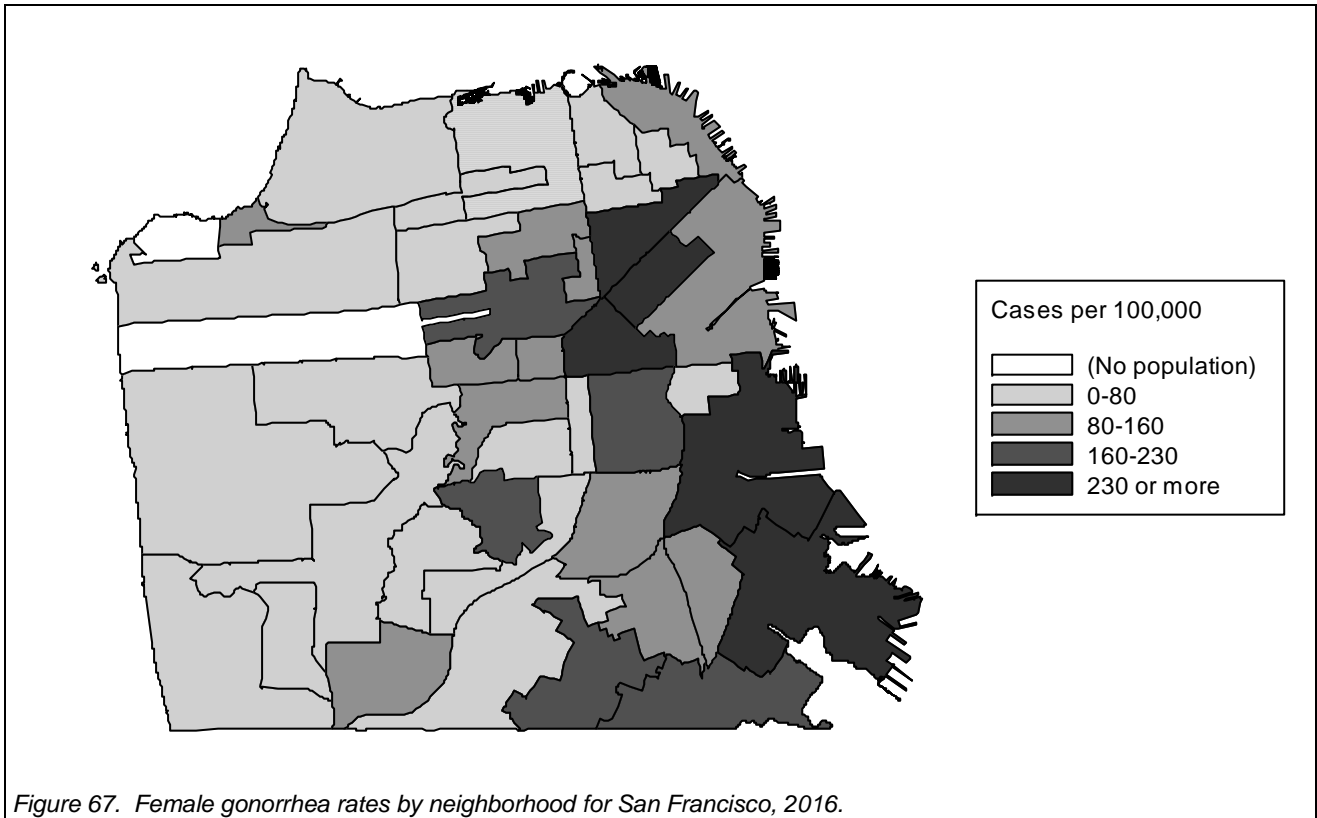 Cases per 100,000
(No population)
0-80
80-160
160-230
230 or more
Figure 67. Female gonorrhea rates by neighborhood for San Francisco, 2016.